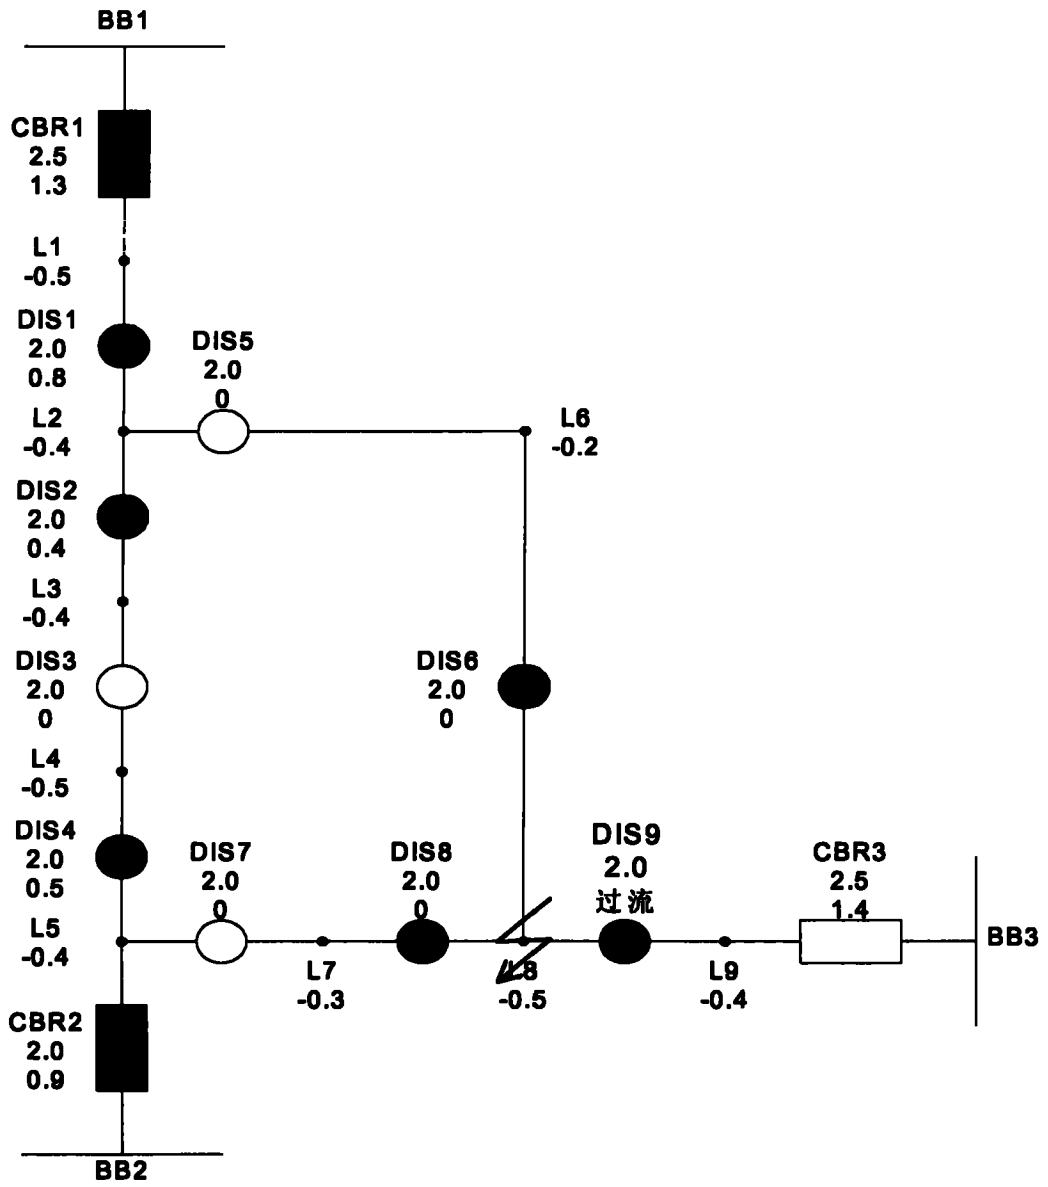 BB1
CBR1
2.5
1.3
L1
-0.5
DIS1
2.0
0.8
DIS5
2.0
0
L2
-0.4
L6
-0.2
DIS2
2.0
0.4
L3
-0.4
DIS3
2.0
0
DIS6
2.0
0
L4
-0.5
DIS4
2.0
0.5
DIS7
2.0
0
DIS8
2.0
0
DIS9
2.0
过流
CBR3
2.5
1.4
L5
-0.4
L7
-0.3
L8
-0.5
L9
-0.4
BB3
CBR2
2.0
0.9
BB2